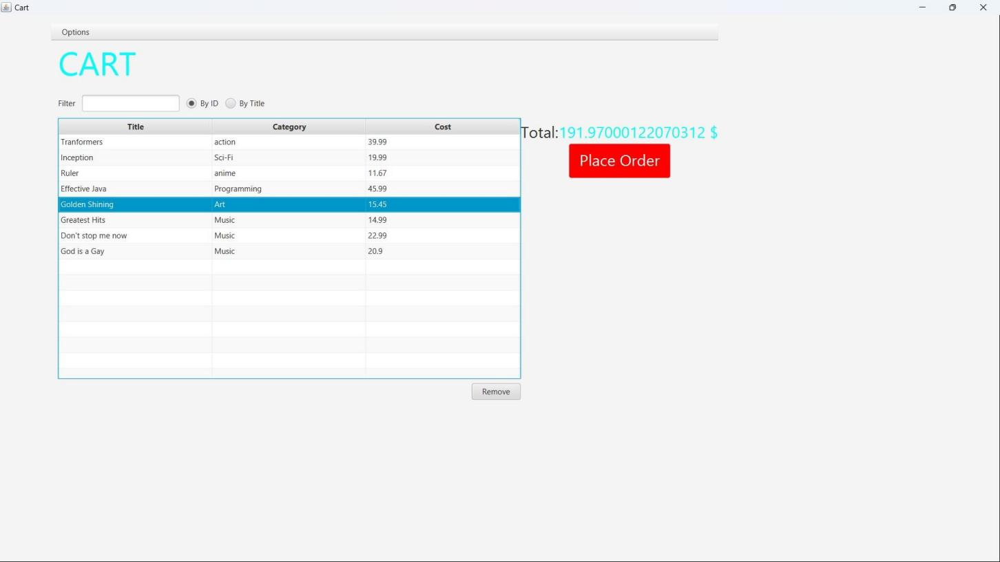 Cart
Options
CART
Filter By ID By Title
Title Category Cost
Tranformers action 39.99
Inception Sci-Fi 19.99
Ruler anime 11.67
Effective Java Programming 45.99
Golden Shining Art 15.45
Greatest Hits Music 14.99
Don't stop me now Music 22.99
God is a Gay Music 20.9
Total:191.97000122070312 $
Place Order
Remove